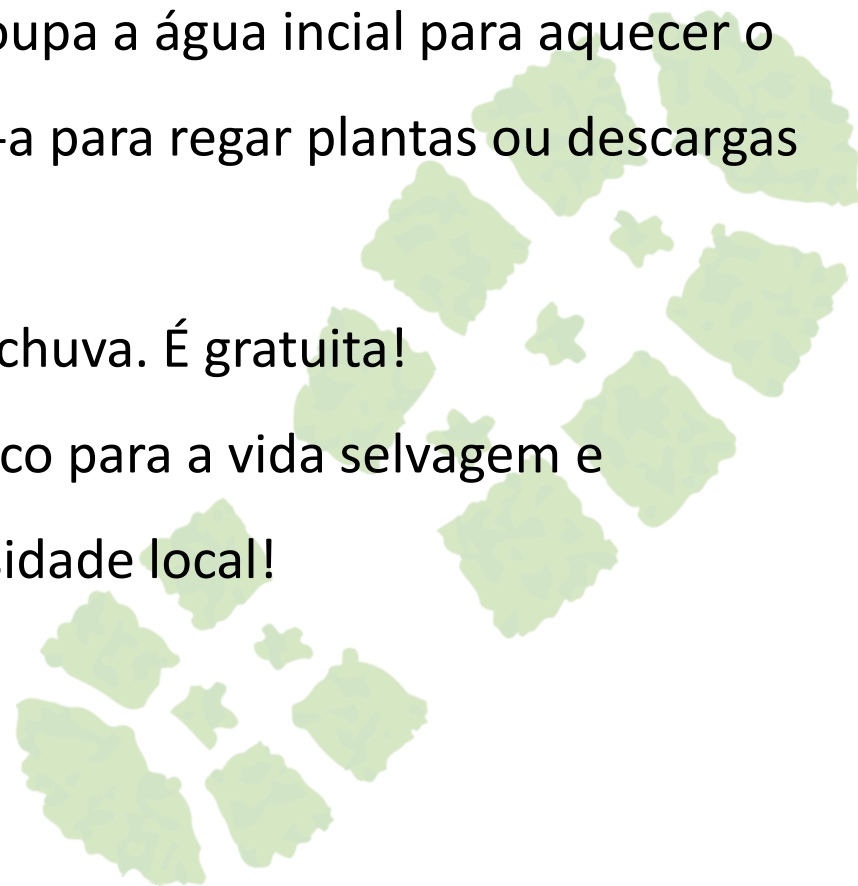 oupa a água incial para aquecer o
-a para regar plantas ou descargas
chuva. É gratuita!
co para a vida selvagem e
idade local!